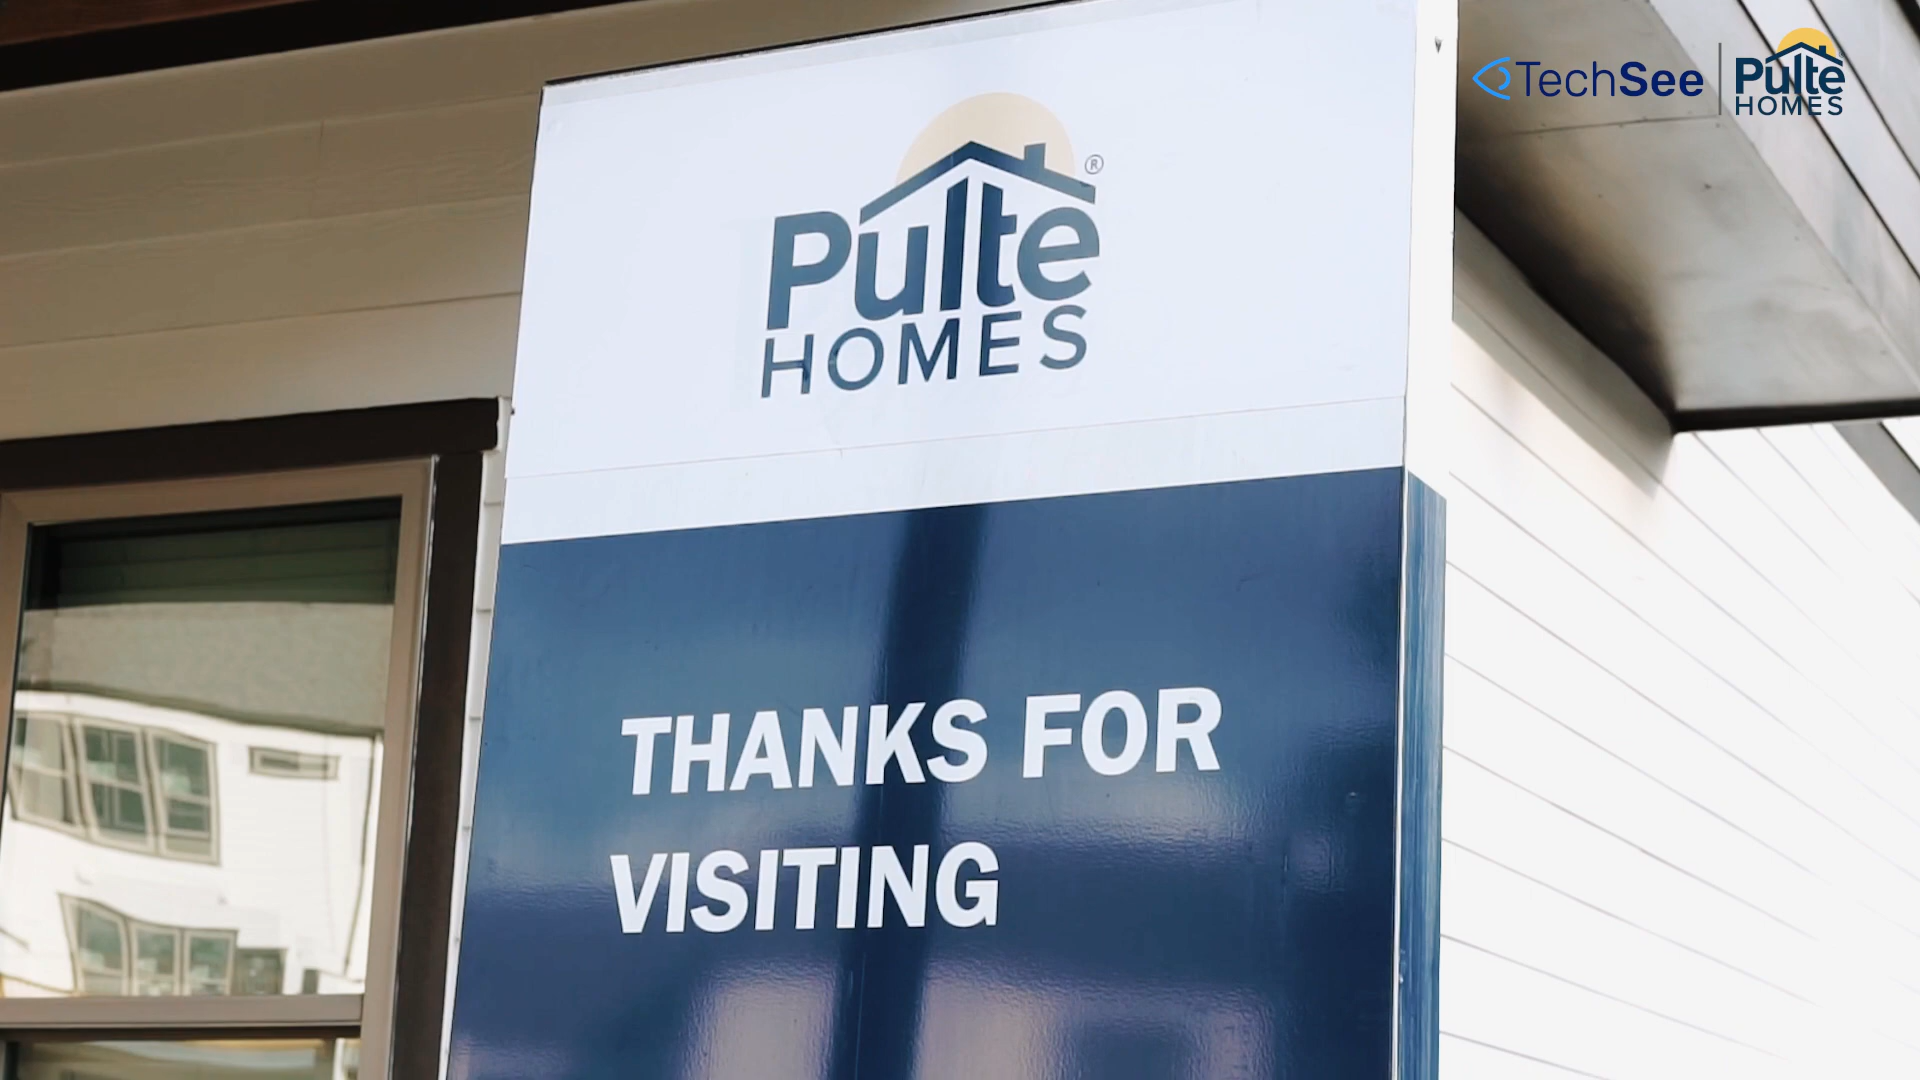 TechSee | Pulte
HOMES
Pulte®
HOMES
THANKS FOR
VISITING